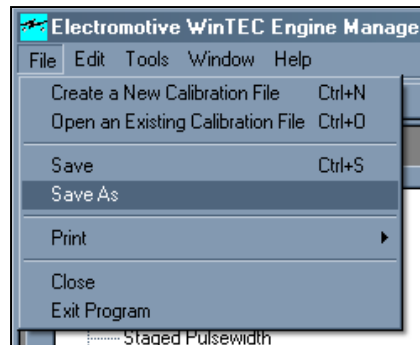 Electromotive WinTEC Engine Manage
File Edit Tools Window Help
Create a New Calibration File Ctrl+N
Open an Existing Calibration File Ctrl+O
Save Ctrl+S
Save As
Print
Close
Exit Program
Staged Pulsewidth